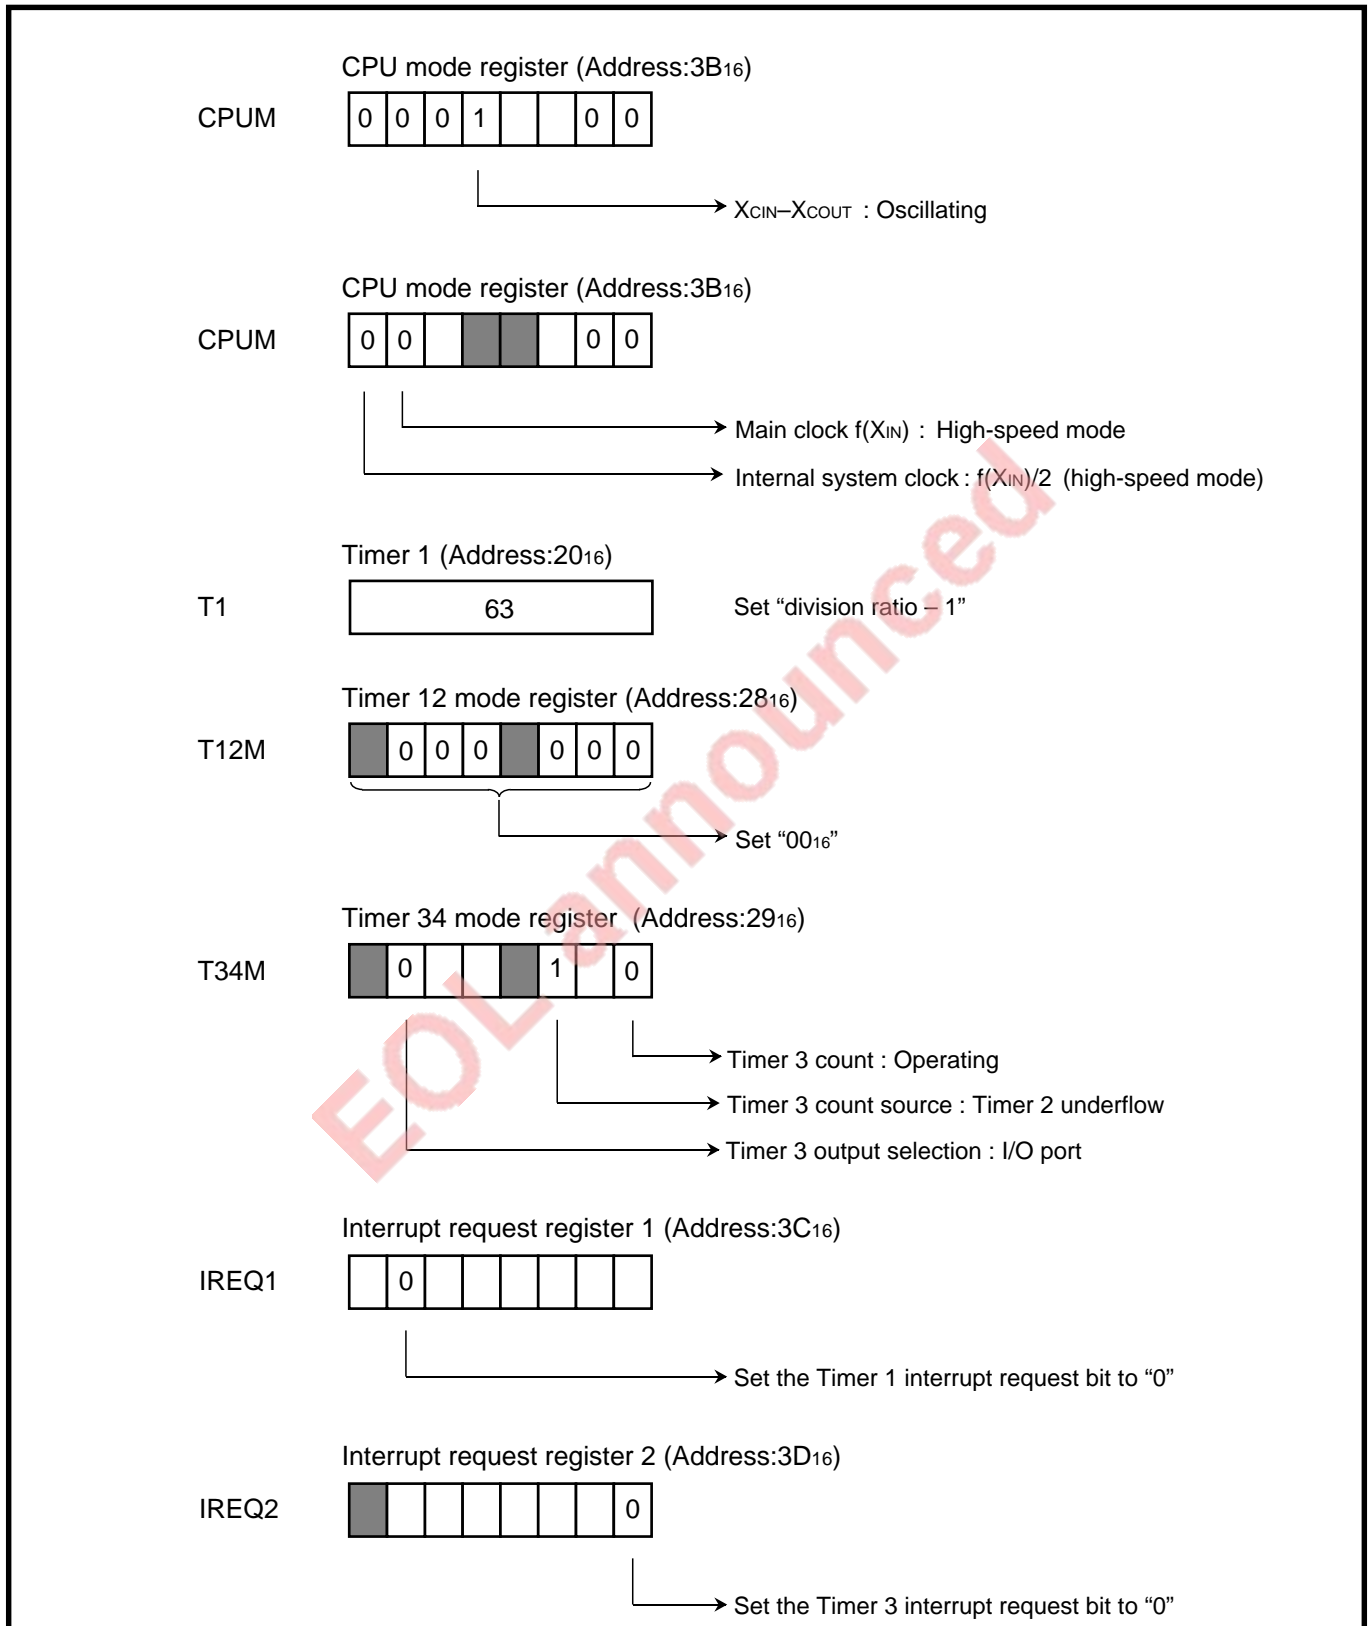 CPU mode register (Address:3B16)
CPUM 0 0 0 1 0 0
XCIN–XCOUT : Oscillating
CPU mode register (Address:3B16)
CPUM 0 0 0 0
Main clock f(XIN) : High-speed mode
Internal system clock : f(XIN)/2 (high-speed mode)
Timer 1 (Address:2016)
T1 63 Set “division ratio – 1”
Timer 12 mode register (Address:2816)
T12M 0 0 0 0 0 0
Set “0016”
Timer 34 mode register (Address:2916)
T34M 0 1 0
Timer 3 count : Operating
Timer 3 count source : Timer 2 underflow
Timer 3 output selection : I/O port
Interrupt request register 1 (Address:3C16)
IREQ1 0
Set the Timer 1 interrupt request bit to “0”
Interrupt request register 2 (Address:3D16)
IREQ2 0
Set the Timer 3 interrupt request bit to “0”
EOL announced